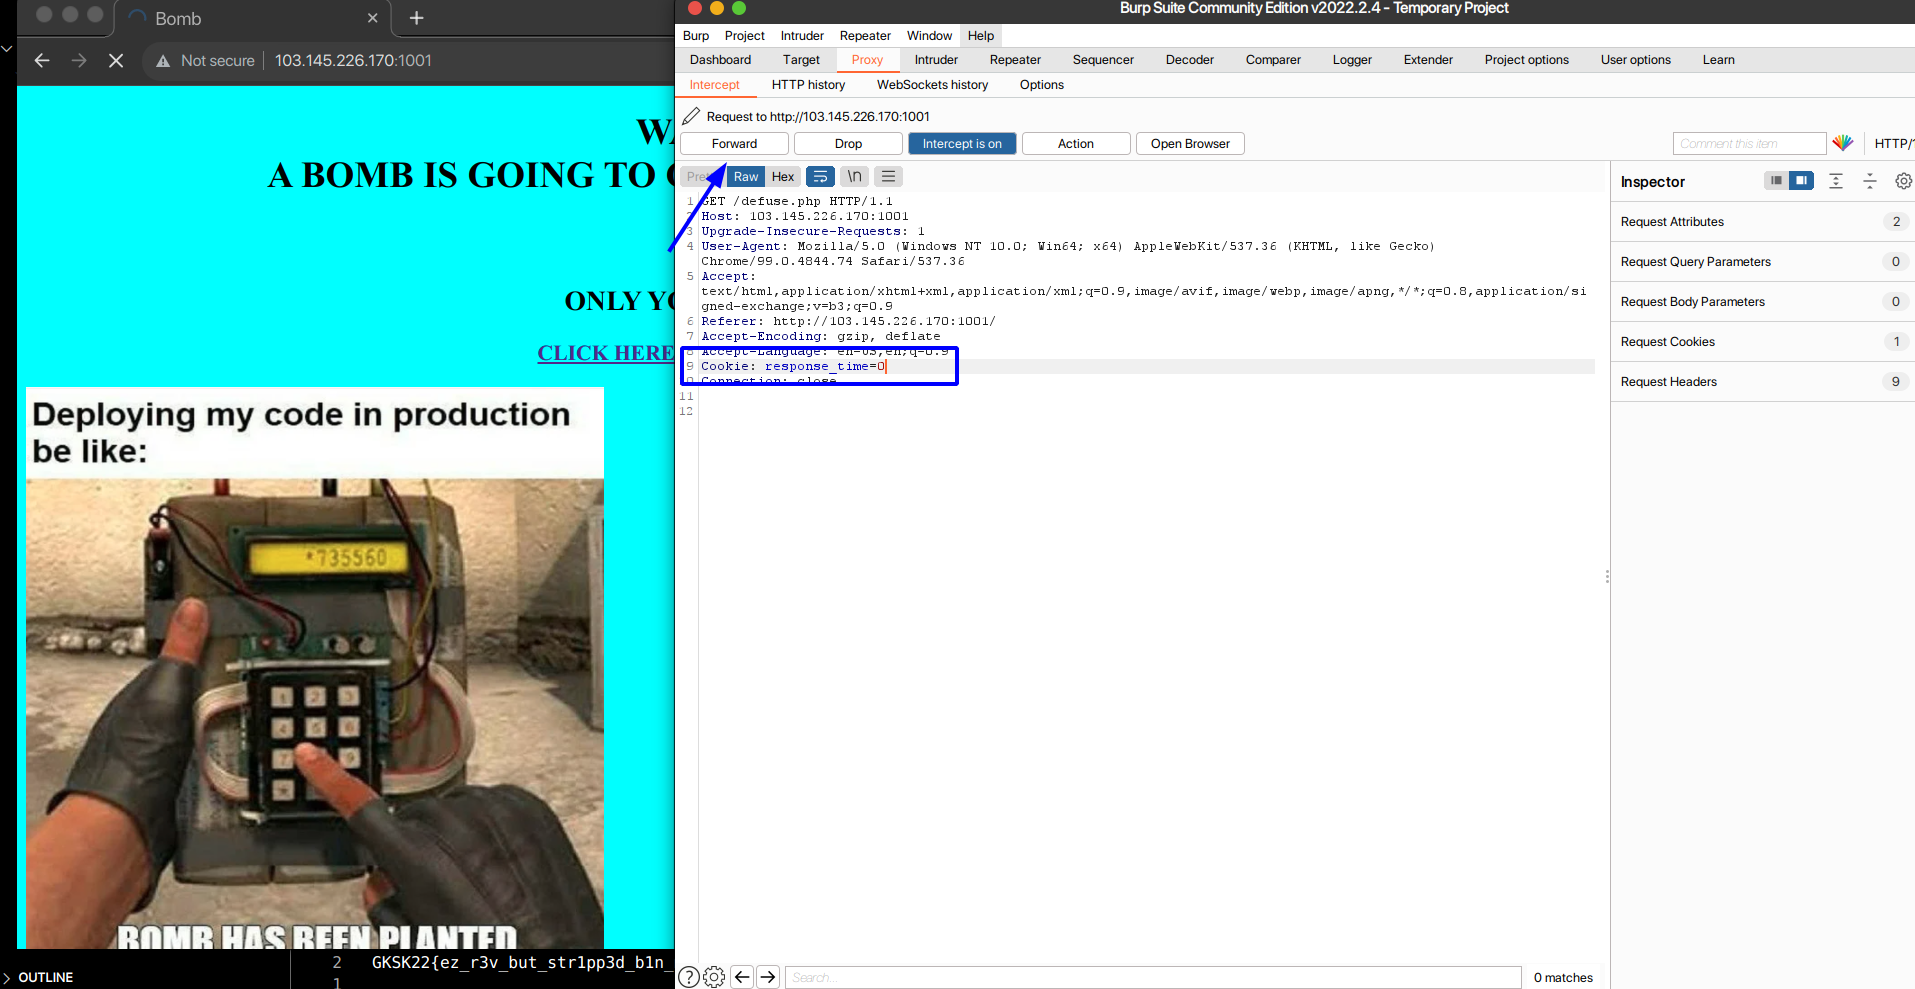 Bomb
Not secure
103.145.226.170:1001
A BOMB IS GOING TO
ONLY
CLICK HERE
Deploying my code in production
be like:
*735560
1 2 3
BOMB HAS BEEN PLANTED
2 GKSK22{ez_r3v_but_str1pp3d_b1n_
1
OUTLINE
Burp Suite Community Edition v2022.2.4 - Temporary Project
Burp Project Intruder Repeater Window Help
Dashboard Target Proxy Intruder Repeater Sequencer Decoder Comparer Logger Extender Project options User options Learn
Intercept HTTP history WebSockets history Options
Request to http://103.145.226.170:1001
Forward Drop Intercept is on Action Open Browser
Comment this item
HTTP/1
Raw Hex \n
1 GET /defuse.php HTTP/1.1
Host: 103.145.226.170:1001
3 Upgrade-Insecure-Requests: 1
4 User-Agent: Mozilla/5.0 (Windows NT 10.0; Win64; x64) AppleWebKit/537.36 (KHTML, like Gecko)
Chrome/99.0.4844.74 Safari/537.36
5 Accept:
text/html,application/xhtml+xml,application/xml;q=0.9,image/avif,image/webp,image/apng,*/*;q=0.8,application/si
gned-exchange;v=b3;q=0.9
6 Referer: http://103.145.226.170:1001/
7 Accept-Encoding: gzip, deflate
8 Accept-Language: en-US,en;q=0.9
9 Cookie: response_time=0
Connection: close
11
12
Search...
0 matches
Inspector
Request Attributes 2
Request Query Parameters 0
Request Body Parameters 0
Request Cookies 1
Request Headers 9